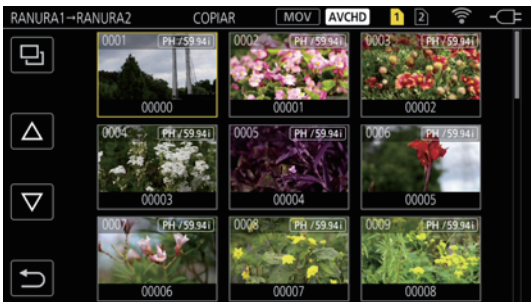 RANURA1→RANURA2 COPIAR MOV AVCHD 1 2
0001 PH/59.94i 0002 PH/59.94i 0003 PH/59.94i
00000 00001 00002
0004 PH/59.94i 0005 PH/59.94i 0006 PH/59.94i
00003 00004 00005
0007 PH/59.94i 0008 PH/59.94i 0009 PH/59.94i
00006 00007 00008